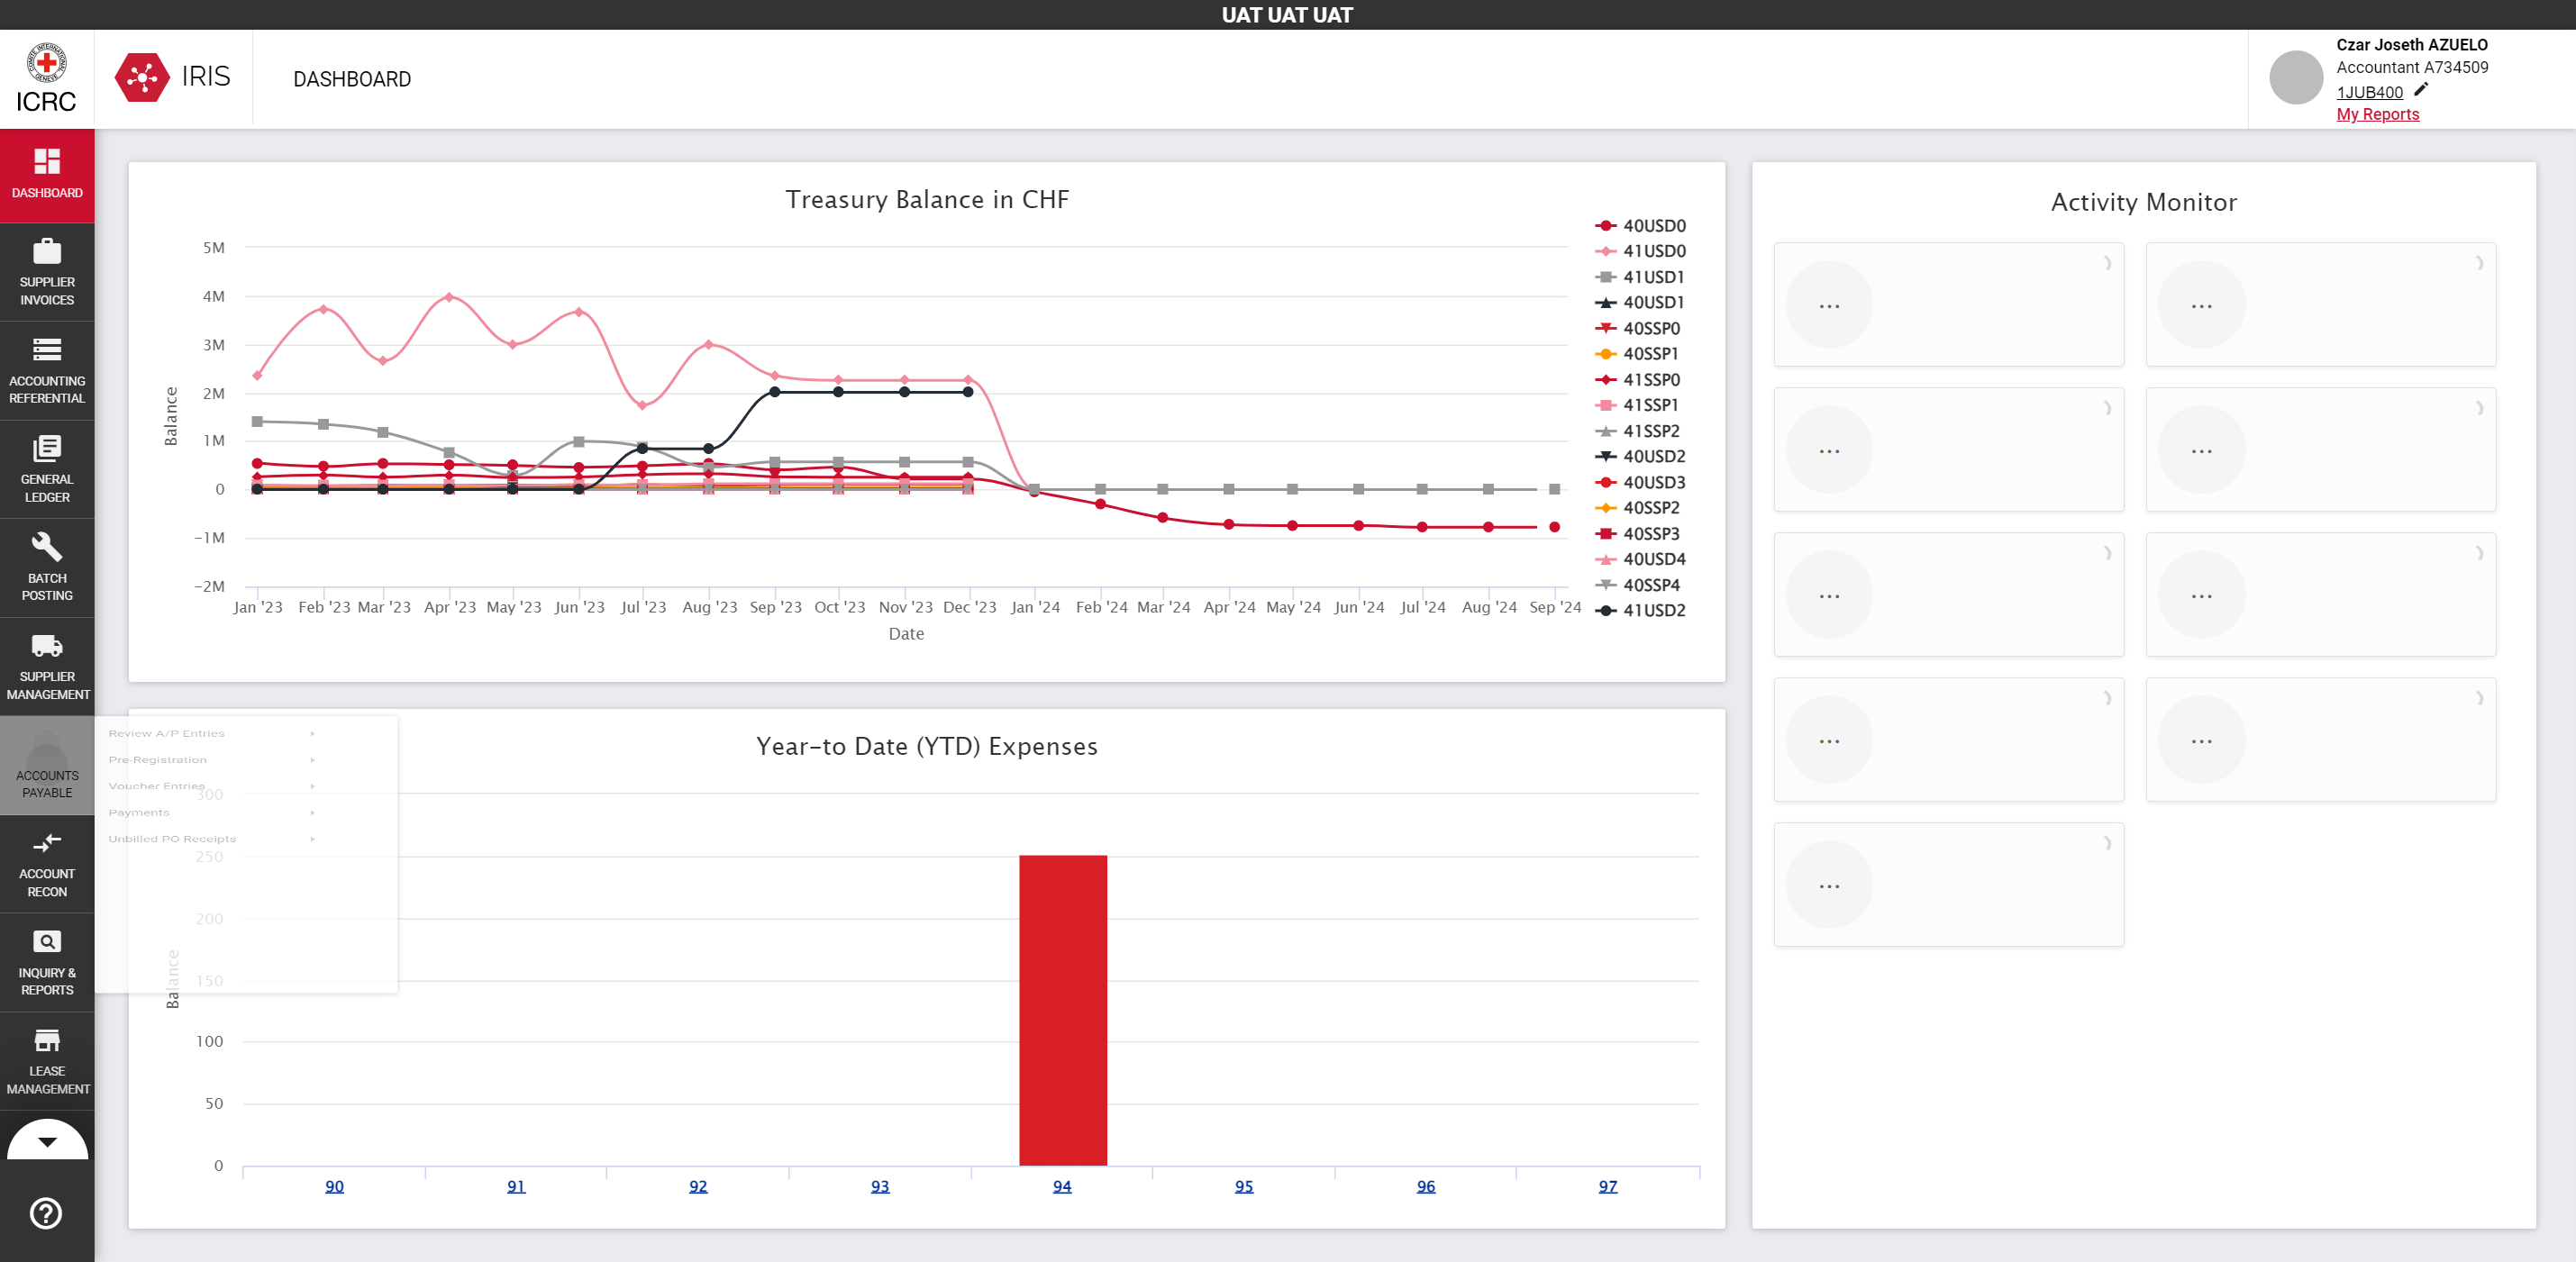 UAT UAT UAT
COMITE INTERNATIONAL GENEVE
ICRC
IRIS
DASHBOARD
Czar Joseth AZUELO
Accountant A734509
1JUB400
My Reports
DASHBOARD
SUPPLIER
INVOICES
ACCOUNTING
REFERENTIAL
GENERAL
LEDGER
BATCH
POSTING
SUPPLIER
MANAGEMENT
ACCOUNTS
PAYABLE
ACCOUNT
RECON
INQUIRY &
REPORTS
LEASE
MANAGEMENT
Review A/P Entries
Pre-Registration
Voucher Entries
Payments
Unbilled PO Receipts
Treasury Balance in CHF
5M
4M
3M
2M
1M
0
-1M
-2M
Balance
Jan '23 Feb '23 Mar '23 Apr '23 May '23 Jun '23 Jul '23 Aug '23 Sep '23 Oct '23 Nov '23 Dec '23 Jan '24 Feb '24 Mar '24 Apr '24 May '24 Jun '24 Jul '24 Aug '24 Sep '24
Date
40USD0
41USD0
41USD1
40USD1
40SSP0
40SSP1
41SSP0
41SSP1
41SSP2
40USD2
40USD3
40SSP2
40SSP3
40USD4
40SSP4
41USD2
Year-to Date (YTD) Expenses
300
250
200
150
100
50
0
Balance
90 91 92 93 94 95 96 97
Activity Monitor
... ...
... ...
... ...
... ...
...